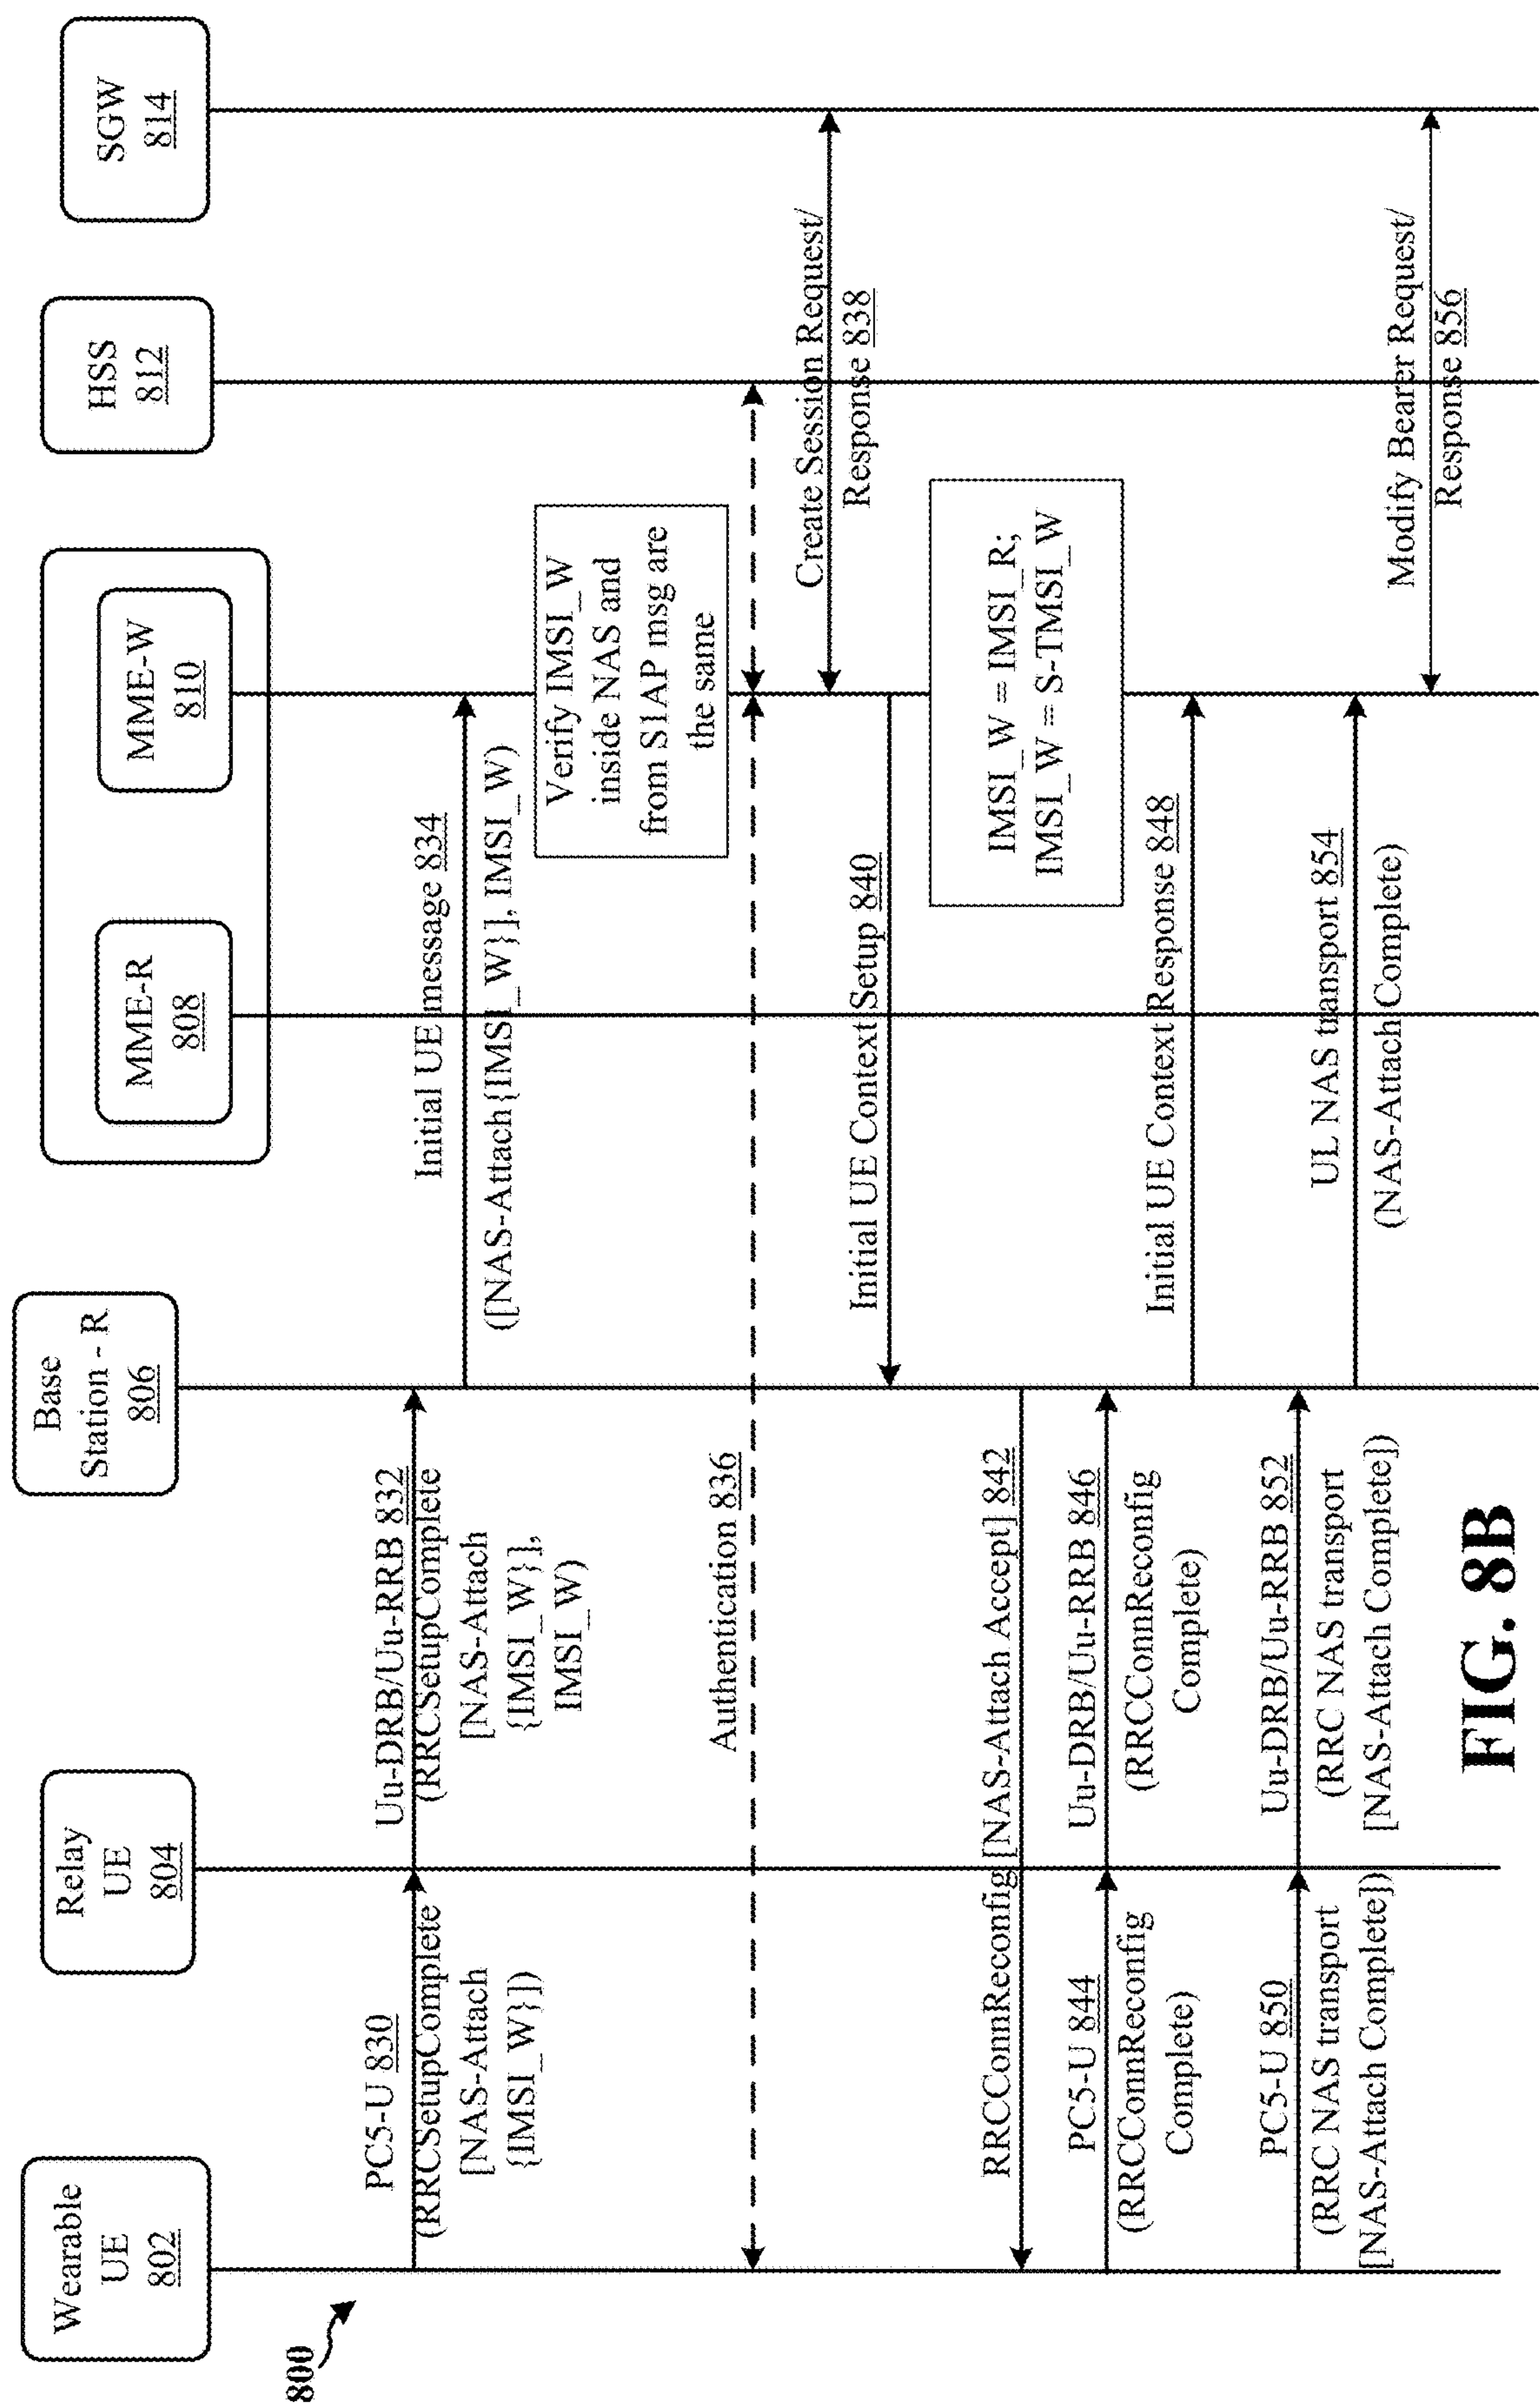 800
Wearable
UE
802
Relay
UE
804
Base
Station - R
806
MME-R
808
MME-W
810
HSS
812
SGW
814
PC5-U 830
(RRCSetupComplete
[NAS-Attach
{IMSI_W}])
Uu-DRB/Uu-RRB 832
(RRCSetupComplete
[NAS-Attach
{IMSI_W}],
IMSI_W)
Initial UE message 834
([NAS-Attach{IMSI_W}], IMSI_W)
Verify IMSI_W
inside NAS and
from S1AP msg are
the same
Authentication 836
Create Session Request/
Response 838
Initial UE Context Setup 840
IMSI_W = IMSI_R;
IMSI_W = S-TMSI_W
RRCConnReconfig [NAS-Attach Accept] 842
PC5-U 844
(RRCConnReconfig
Complete)
Uu-DRB/Uu-RRB 846
(RRCConnReconfig
Complete)
Initial UE Context Response 848
PC5-U 850
(RRC NAS transport
[NAS-Attach Complete])
Uu-DRB/Uu-RRB 852
(RRC NAS transport
[NAS-Attach Complete])
UL NAS transport 854
(NAS-Attach Complete)
Modify Bearer Request/
Response 856
FIG. 8B